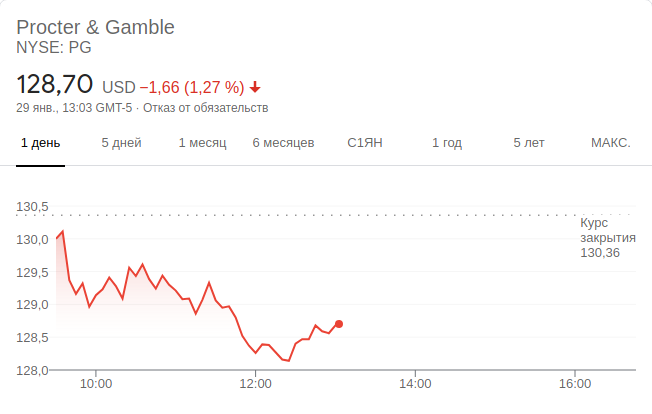 Procter & Gamble
NYSE: PG
128,70 USD −1,66 (1,27 %)
29 янв., 13:03 GMT-5 · Отказ от обязательств
1 день 5 дней 1 месяц 6 месяцев С1ЯН 1 год 5 лет МАКС.
130,5
Курс
закрытия
130,36
130,0
129,5
129,0
128,5
128,0
10:00 12:00 14:00 16:00